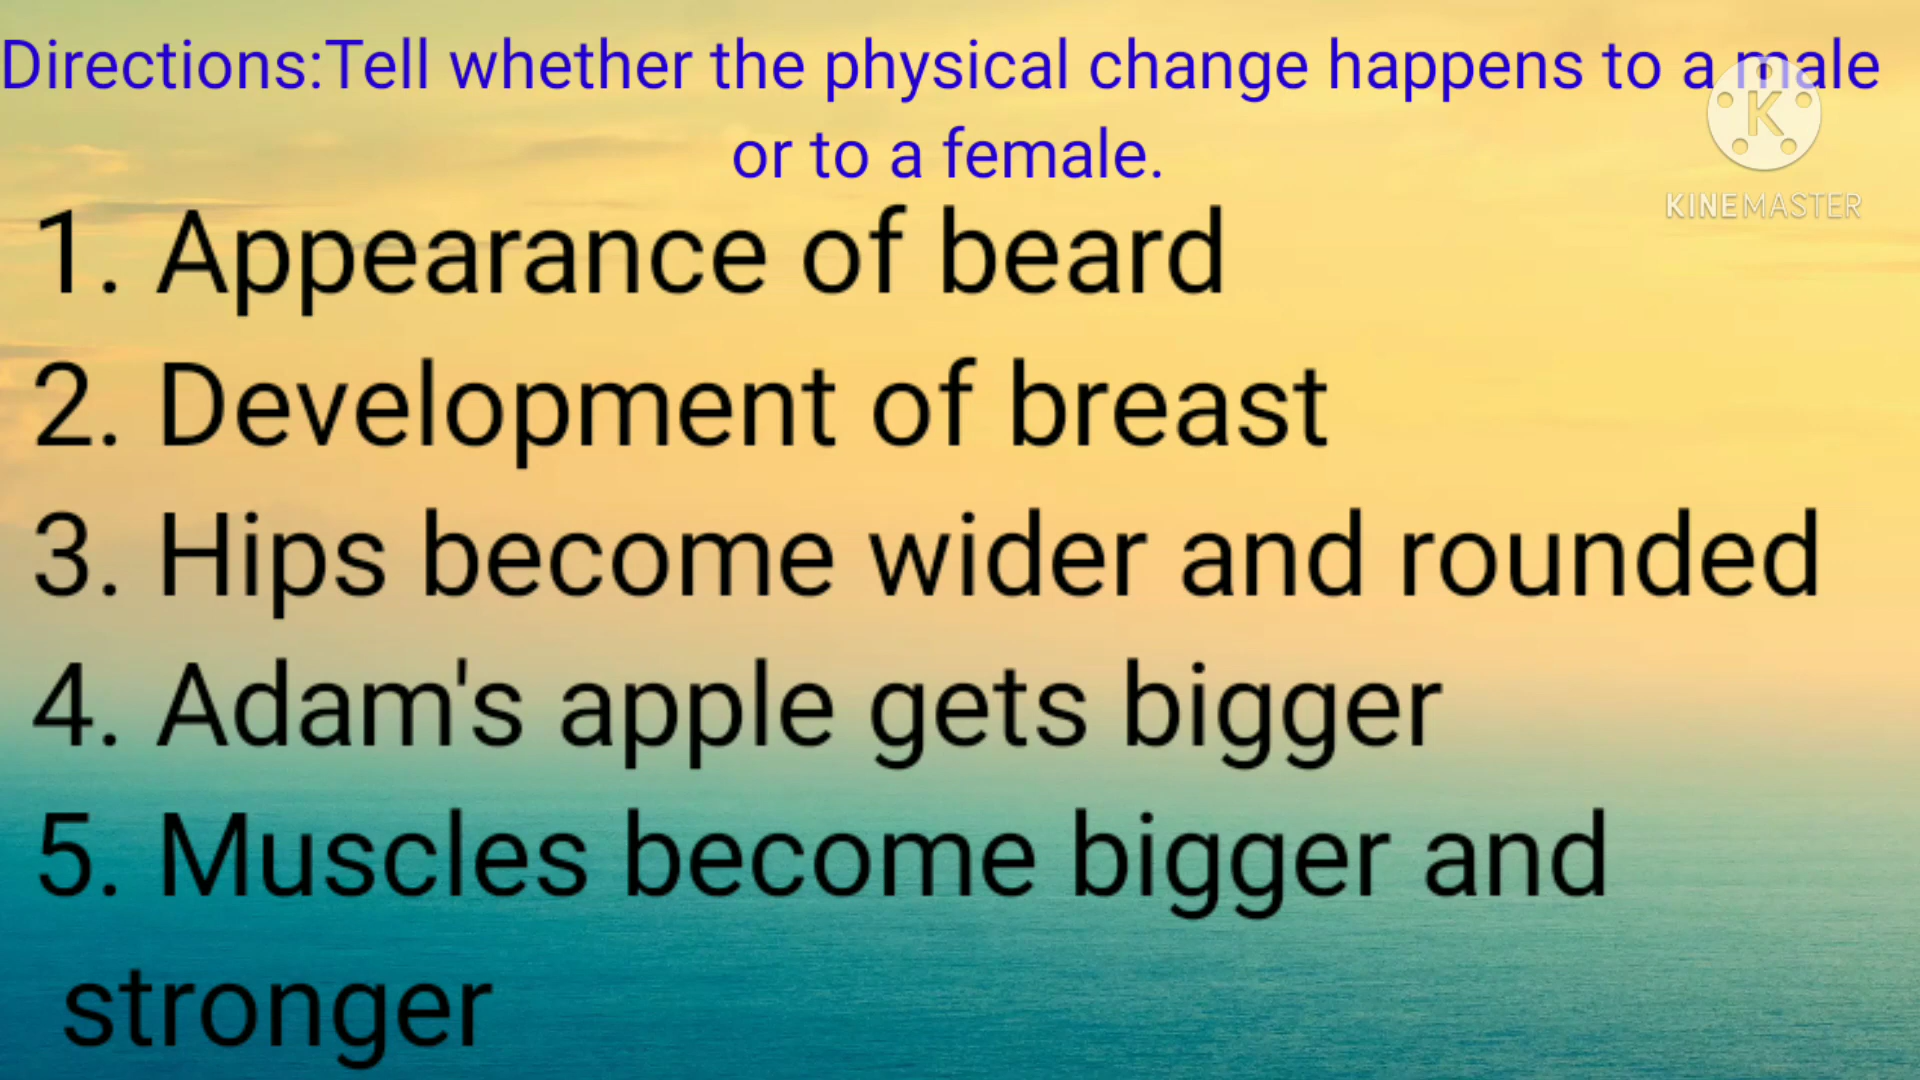 Directions:Tell whether the physical change happens to a male
or to a female.
K
KINEMASTER
1. Appearance of beard
2. Development of breast
3. Hips become wider and rounded
4. Adam's apple gets bigger
5. Muscles become bigger and
stronger